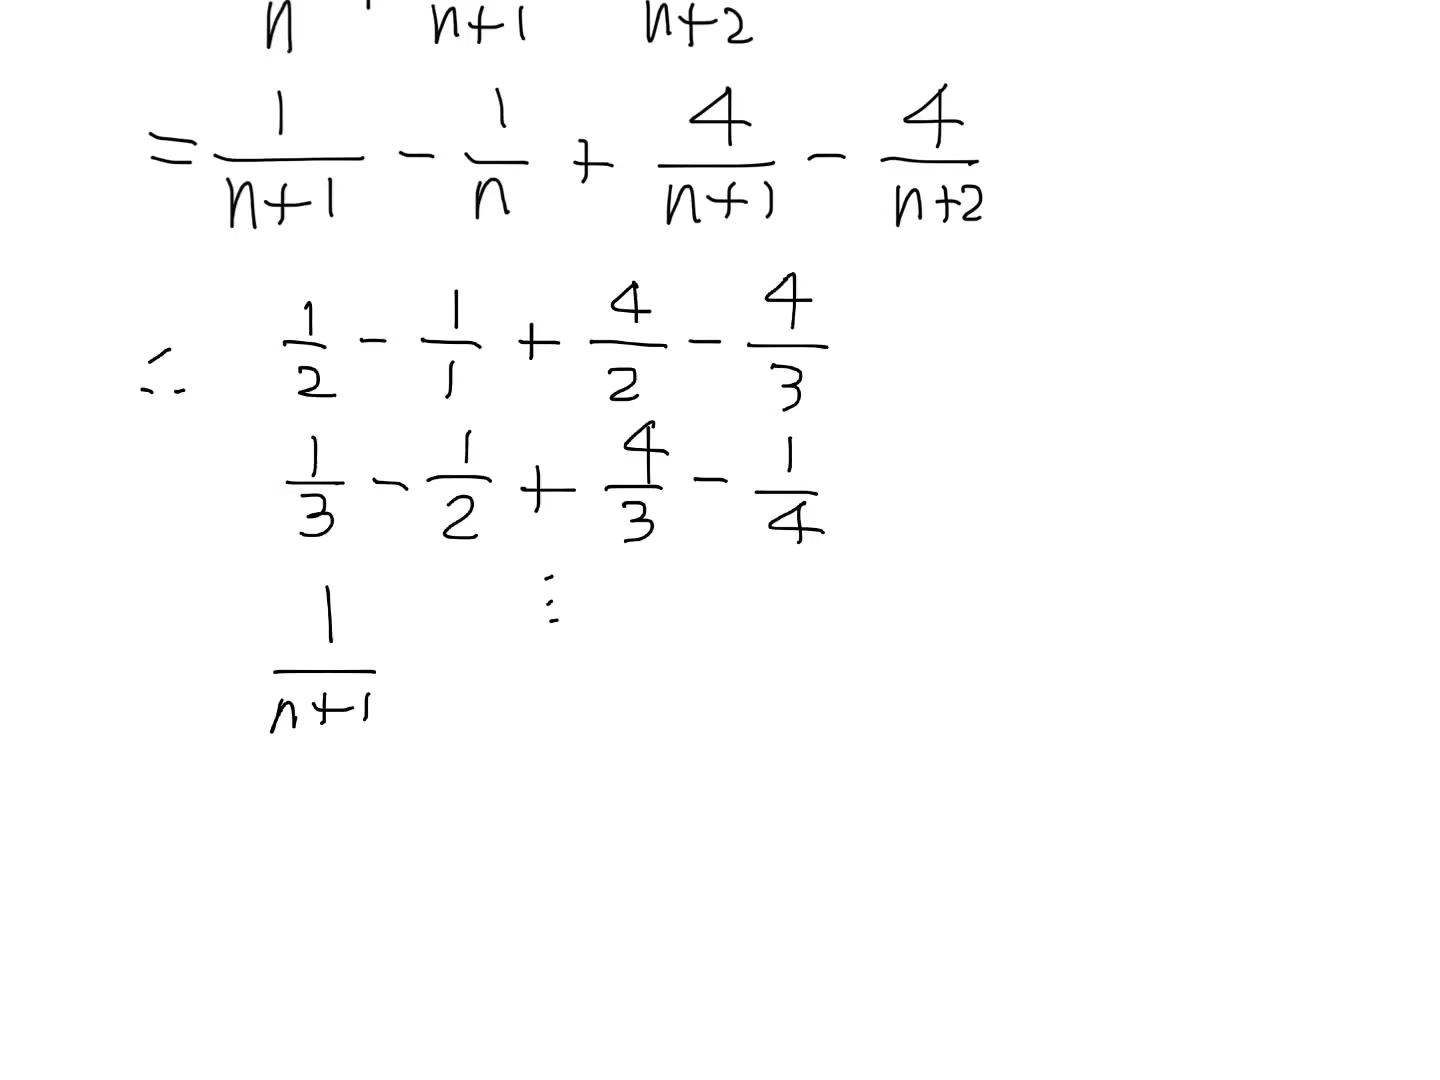 n n+1 n+2
= 1/(n+1) - 1/n + 4/(n+1) - 4/(n+2)
∴ 1/2 - 1/1 + 4/2 - 4/3
1/3 - 1/2 + 4/3 - 1/4
⋮
1/(n+1)